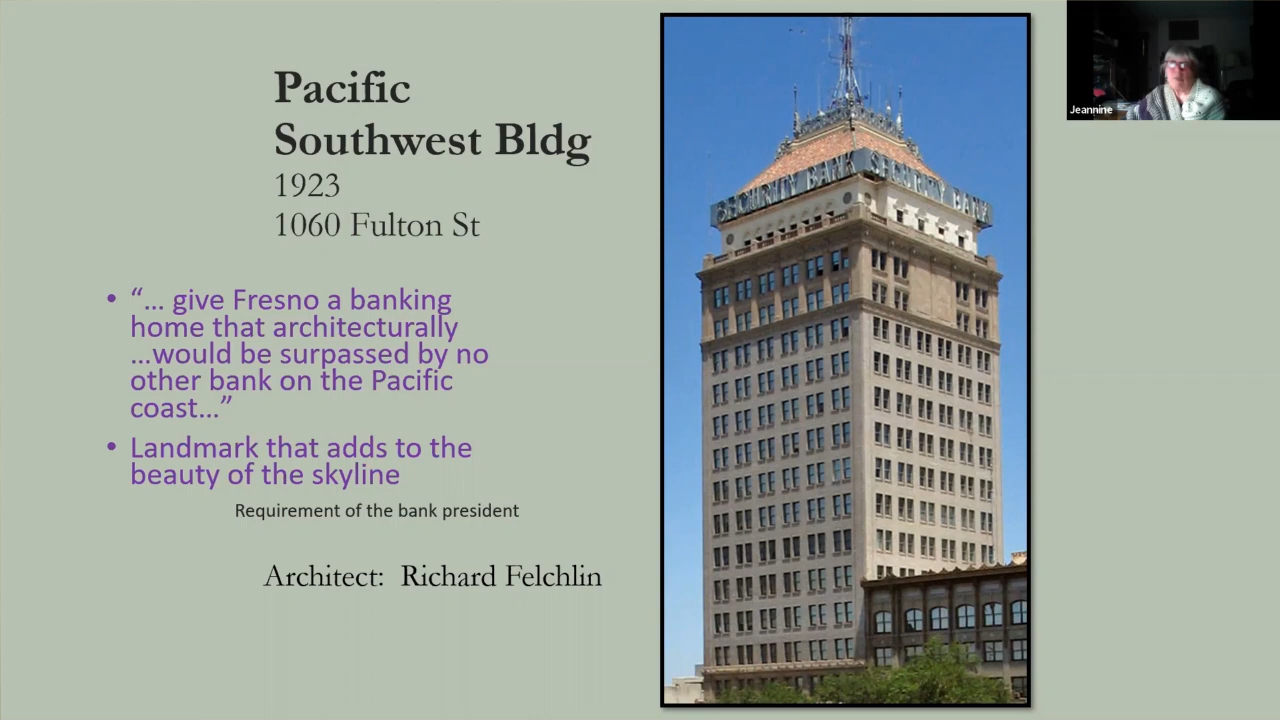 Pacific
Southwest Bldg
1923
1060 Fulton St
• “... give Fresno a banking
home that architecturally
...would be surpassed by no
other bank on the Pacific
coast...”
• Landmark that adds to the
beauty of the skyline
Requirement of the bank president
Architect:  Richard Felchlin
SECURITY BANK SECURITY BANK
Jeannine